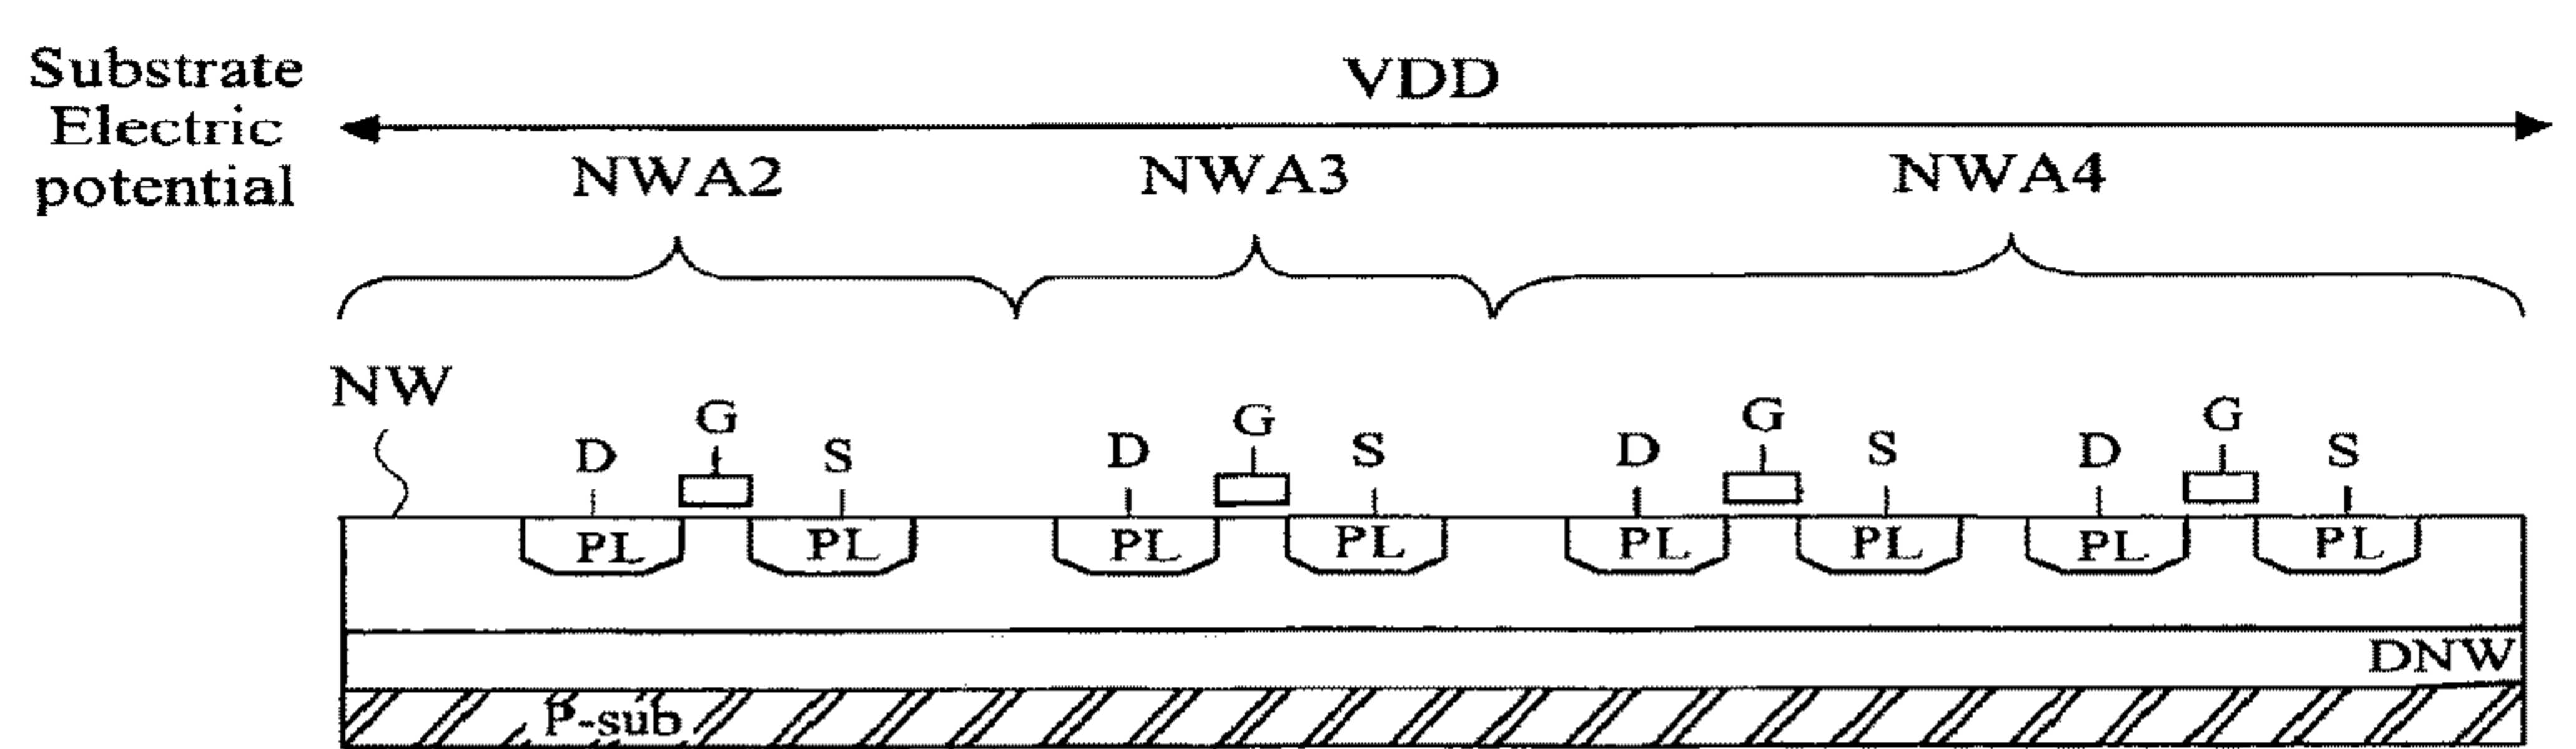 Substrate
Electric
potential
VDD
NWA2 NWA3 NWA4
NW
G G G G
D S D S D S D S
PL PL PL PL PL PL PL PL
DNW
P-sub